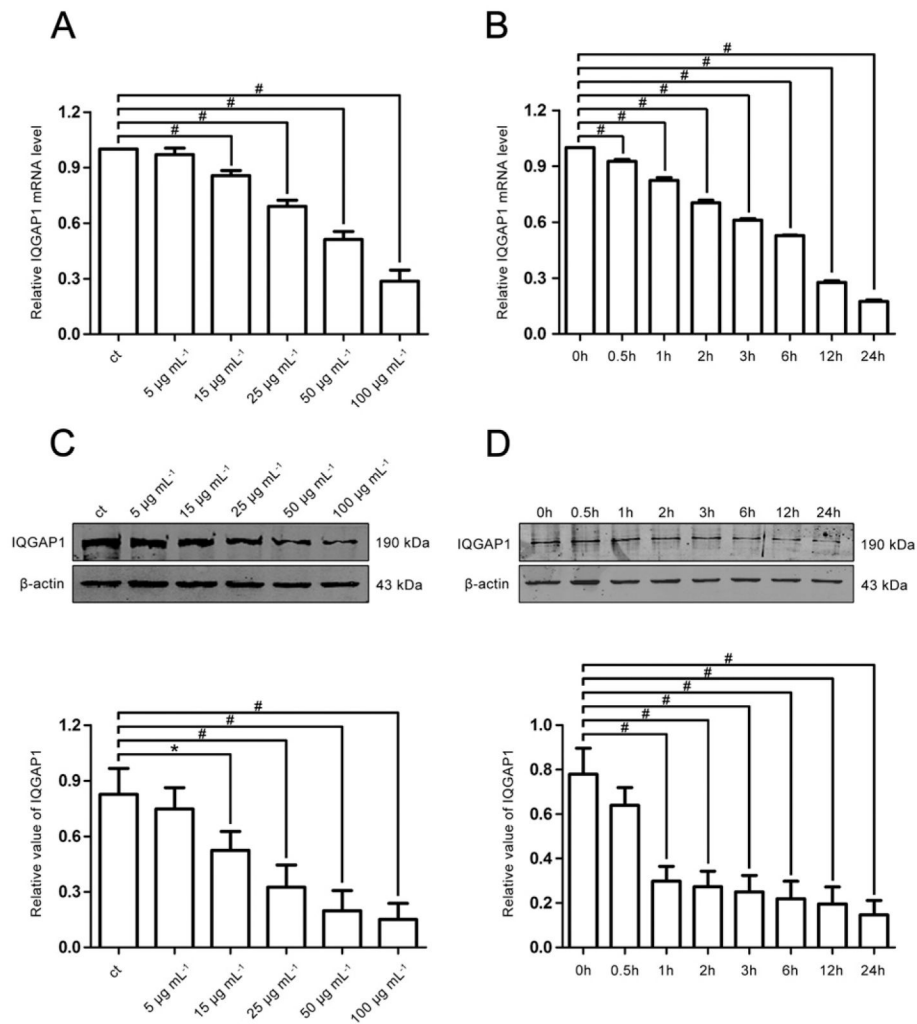 A
Relative IQGAP1 mRNA level
1.2
0.9
0.6
0.3
0.0
#
#
#
#
ct
5 µg mL-1
15 µg mL-1
25 µg mL-1
50 µg mL-1
100 µg mL-1
B
Relative IQGAP1 mRNA level
1.2
0.9
0.6
0.3
0.0
#
#
#
#
#
#
#
0h
0.5h
1h
2h
3h
6h
12h
24h
C
ct
5 µg mL-1
15 µg mL-1
25 µg mL-1
50 µg mL-1
100 µg mL-1
IQGAP1 190 kDa
β-actin 43 kDa
Relative value of IQGAP1
1.2
0.9
0.6
0.3
0.0
#
#
#
*
ct
5 µg mL-1
15 µg mL-1
25 µg mL-1
50 µg mL-1
100 µg mL-1
D
0h 0.5h 1h 2h 3h 6h 12h 24h
IQGAP1 190 kDa
β-actin 43 kDa
Relative value of IQGAP1
1.0
0.8
0.6
0.4
0.2
0.0
#
#
#
#
#
#
0h
0.5h
1h
2h
3h
6h
12h
24h